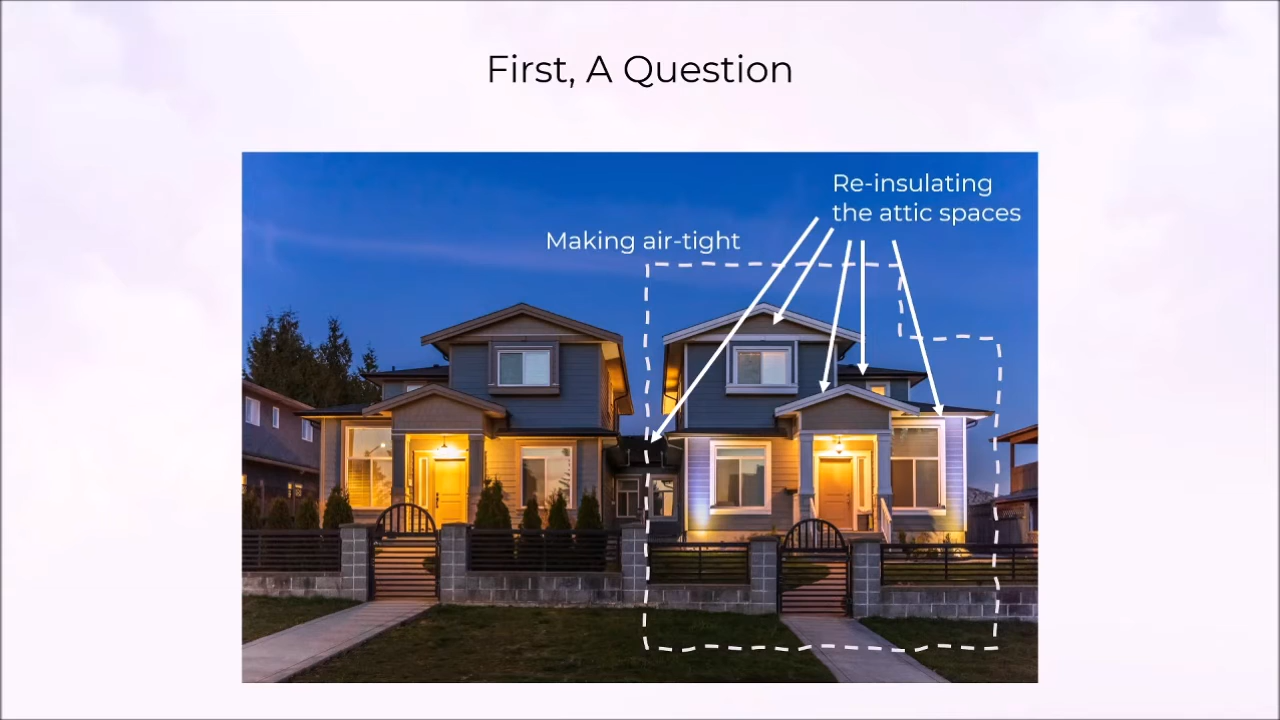 First, A Question
Re-insulating
the attic spaces
Making air-tight